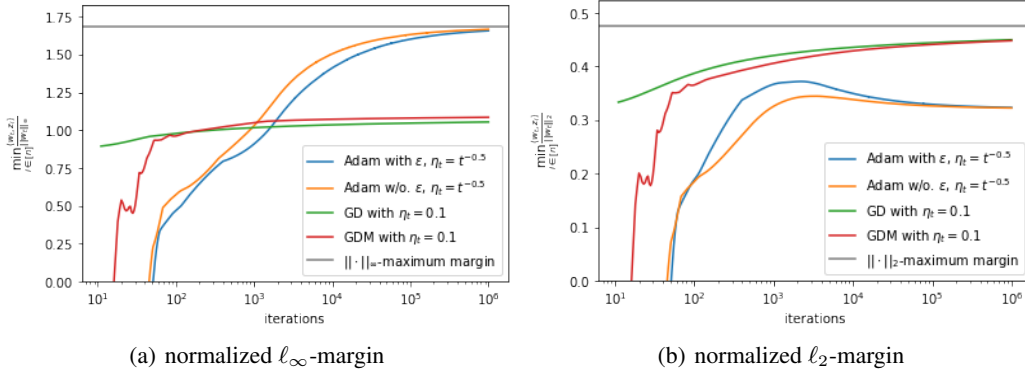 1.75
1.50
1.25
1.00
0.75
0.50
0.25
0.00
min i∈[n] ⟨w_t, z_i⟩ / ||w_t||_∞
Adam with ε, η_t = t^{-0.5}
Adam w/o. ε, η_t = t^{-0.5}
GD with η_t = 0.1
GDM with η_t = 0.1
|| · ||_∞-maximum margin
10^1 10^2 10^3 10^4 10^5 10^6
iterations
(a) normalized ℓ_∞-margin
0.5
0.4
0.3
0.2
0.1
0.0
min i∈[n] ⟨w_t, z_i⟩ / ||w_t||_2
Adam with ε, η_t = t^{-0.5}
Adam w/o. ε, η_t = t^{-0.5}
GD with η_t = 0.1
GDM with η_t = 0.1
|| · ||_2-maximum margin
10^1 10^2 10^3 10^4 10^5 10^6
iterations
(b) normalized ℓ_2-margin